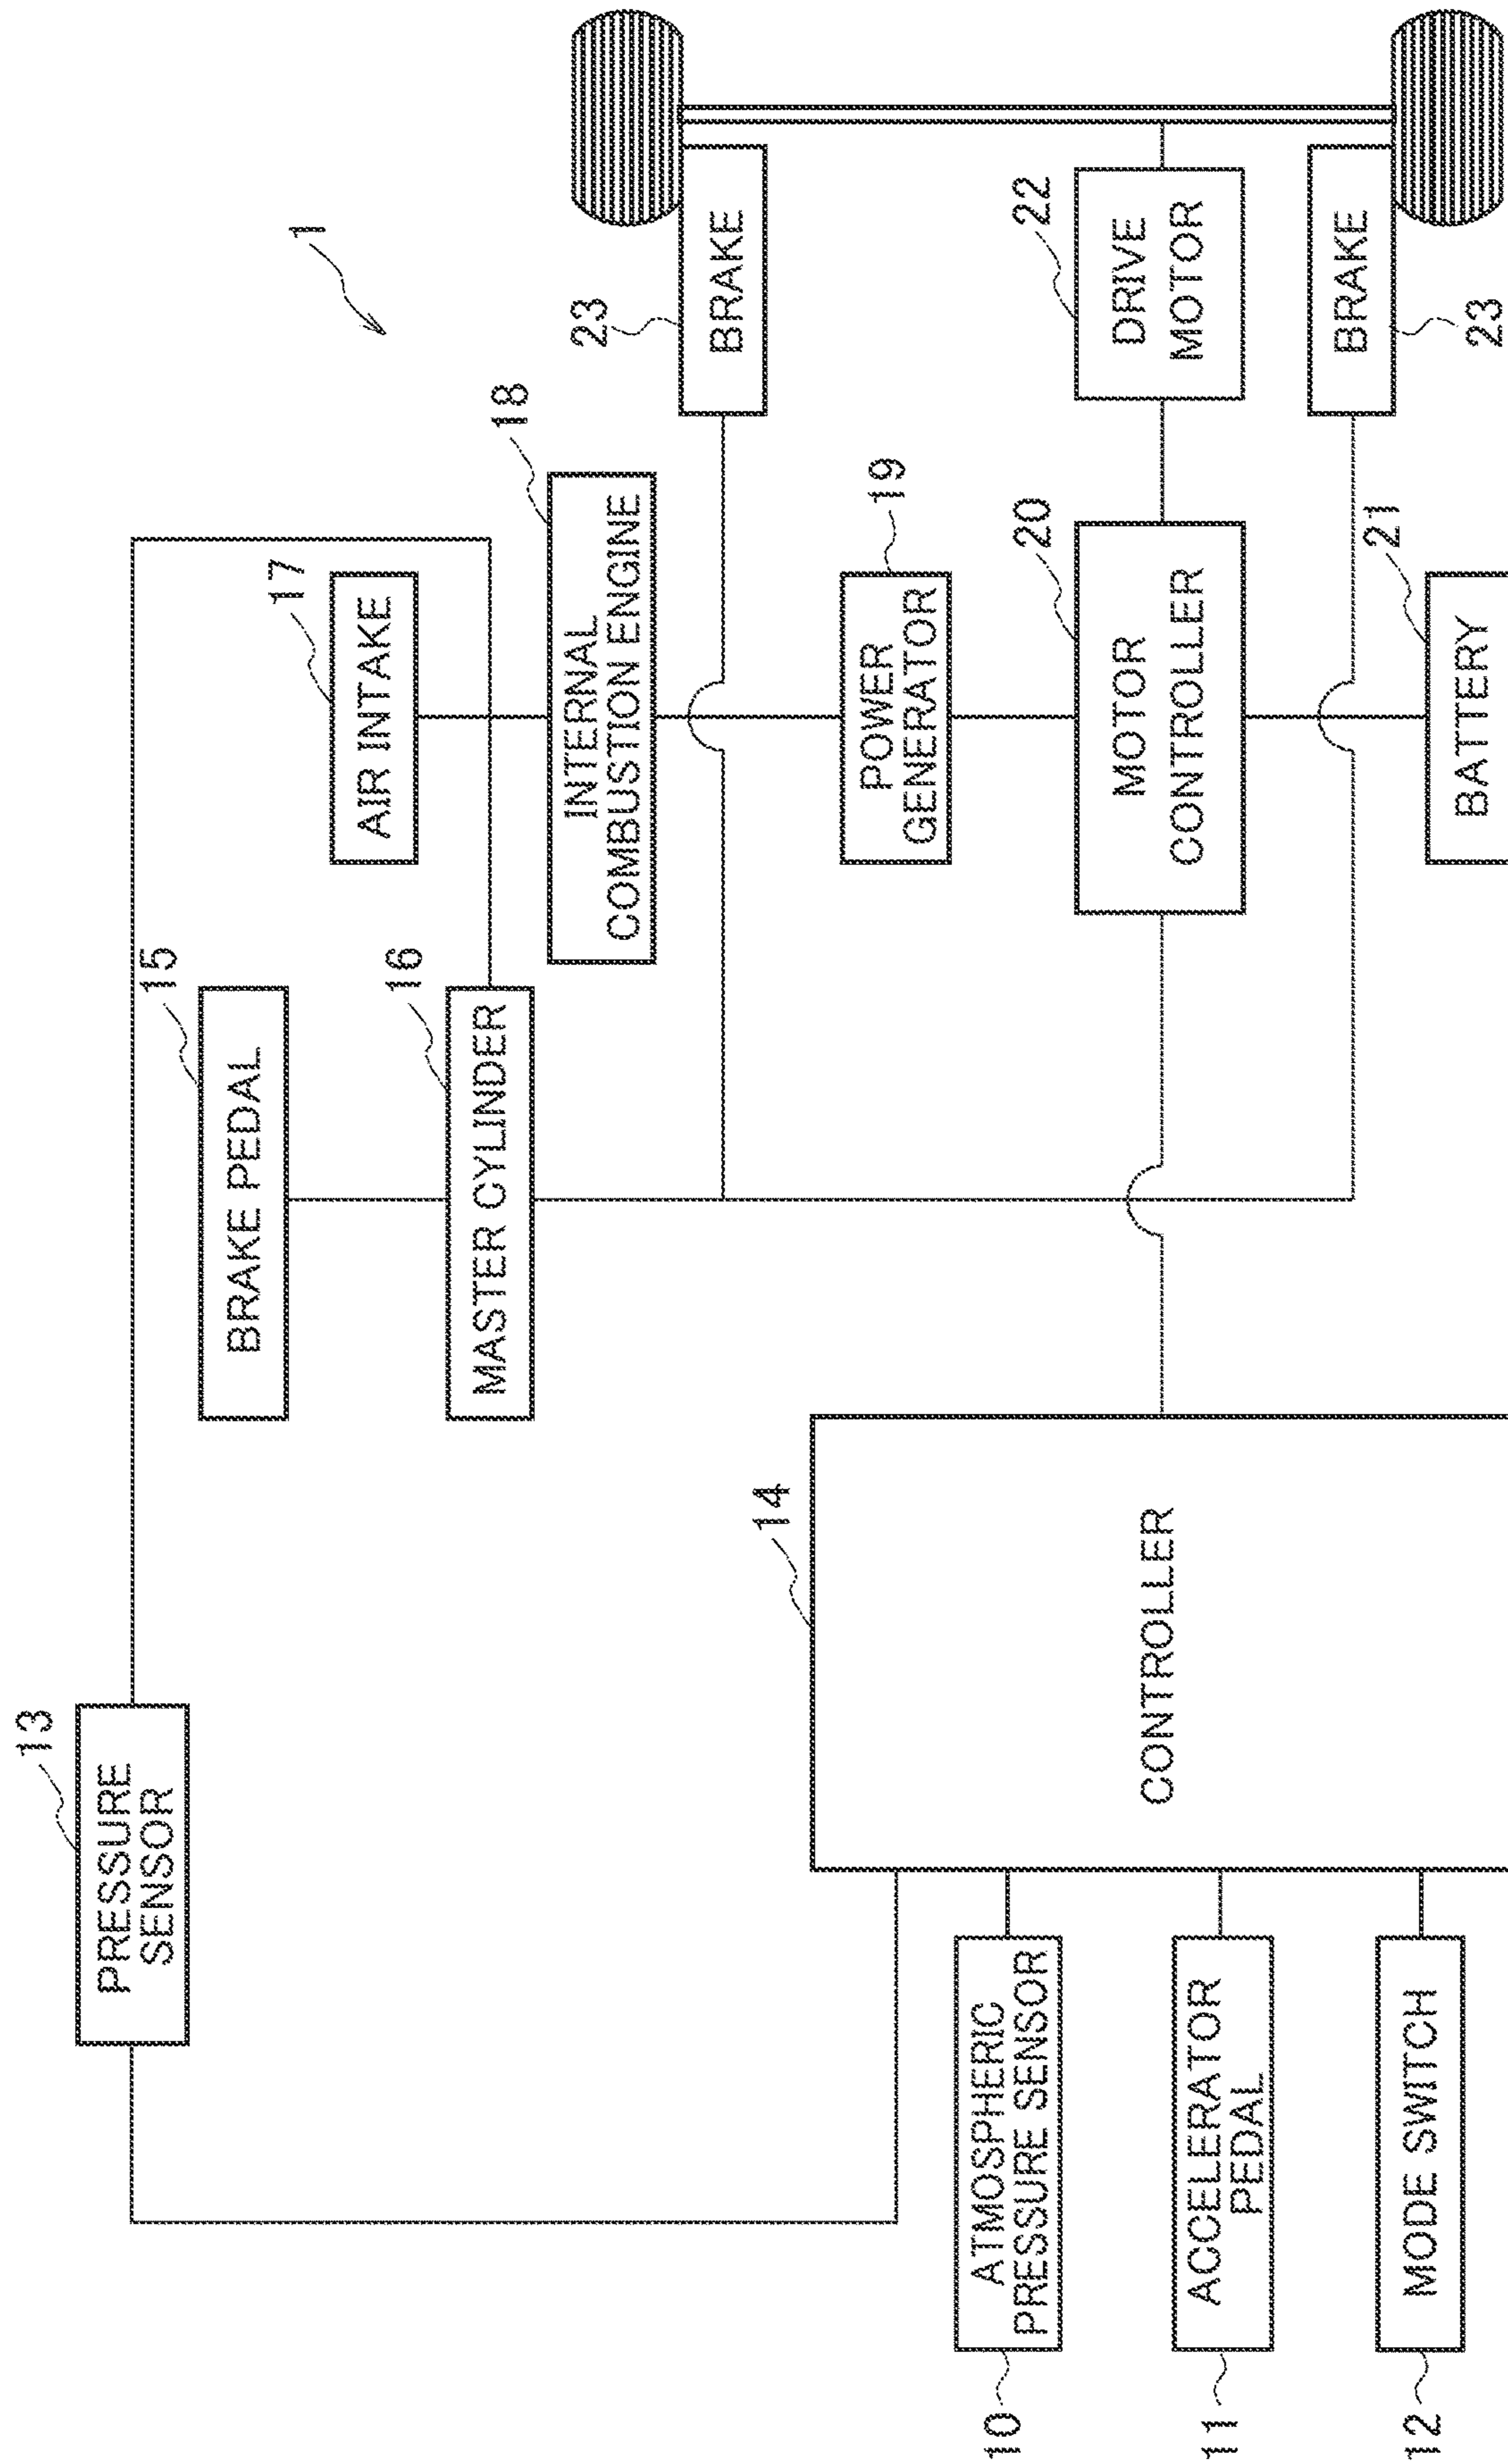 1
13
PRESSURE
SENSOR
15
BRAKE PEDAL
17
AIR INTAKE
16
MASTER CYLINDER
18
INTERNAL
COMBUSTION ENGINE
23
BRAKE
14
CONTROLLER
19
POWER
GENERATOR
10
ATMOSPHERIC
PRESSURE SENSOR
20
MOTOR
CONTROLLER
22
DRIVE
MOTOR
11
ACCELERATOR
PEDAL
12
MODE SWITCH
21
BATTERY
BRAKE
23